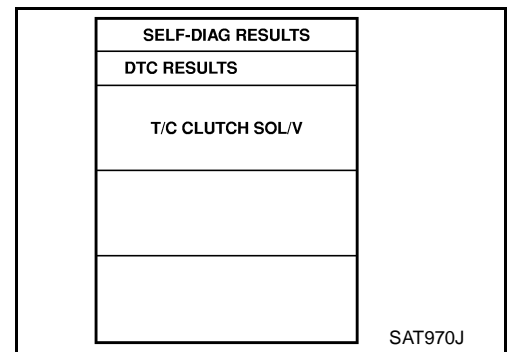 SELF-DIAG RESULTS
DTC RESULTS
T/C CLUTCH SOL/V
SAT970J